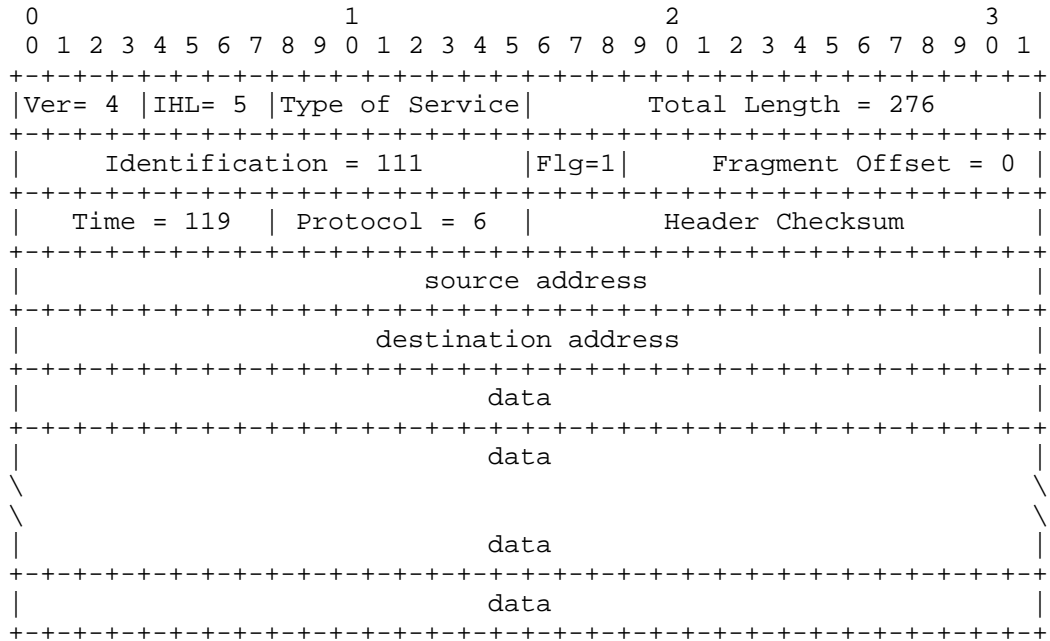 0                   1                   2                   3
 0 1 2 3 4 5 6 7 8 9 0 1 2 3 4 5 6 7 8 9 0 1 2 3 4 5 6 7 8 9 0 1
+-+-+-+-+-+-+-+-+-+-+-+-+-+-+-+-+-+-+-+-+-+-+-+-+-+-+-+-+-+-+-+-+
|Ver= 4 |IHL= 5 |Type of Service|       Total Length = 276      |
+-+-+-+-+-+-+-+-+-+-+-+-+-+-+-+-+-+-+-+-+-+-+-+-+-+-+-+-+-+-+-+-+
|     Identification = 111      |Flg=1|     Fragment Offset = 0 |
+-+-+-+-+-+-+-+-+-+-+-+-+-+-+-+-+-+-+-+-+-+-+-+-+-+-+-+-+-+-+-+-+
|   Time = 119  | Protocol = 6  |        Header Checksum        |
+-+-+-+-+-+-+-+-+-+-+-+-+-+-+-+-+-+-+-+-+-+-+-+-+-+-+-+-+-+-+-+-+
|                         source address                        |
+-+-+-+-+-+-+-+-+-+-+-+-+-+-+-+-+-+-+-+-+-+-+-+-+-+-+-+-+-+-+-+-+
|                      destination address                      |
+-+-+-+-+-+-+-+-+-+-+-+-+-+-+-+-+-+-+-+-+-+-+-+-+-+-+-+-+-+-+-+-+
|                             data                              |
+-+-+-+-+-+-+-+-+-+-+-+-+-+-+-+-+-+-+-+-+-+-+-+-+-+-+-+-+-+-+-+-+
|                             data                              |
\                                                               \
\                                                               \
|                             data                              |
+-+-+-+-+-+-+-+-+-+-+-+-+-+-+-+-+-+-+-+-+-+-+-+-+-+-+-+-+-+-+-+-+
|                             data                              |
+-+-+-+-+-+-+-+-+-+-+-+-+-+-+-+-+-+-+-+-+-+-+-+-+-+-+-+-+-+-+-+-+